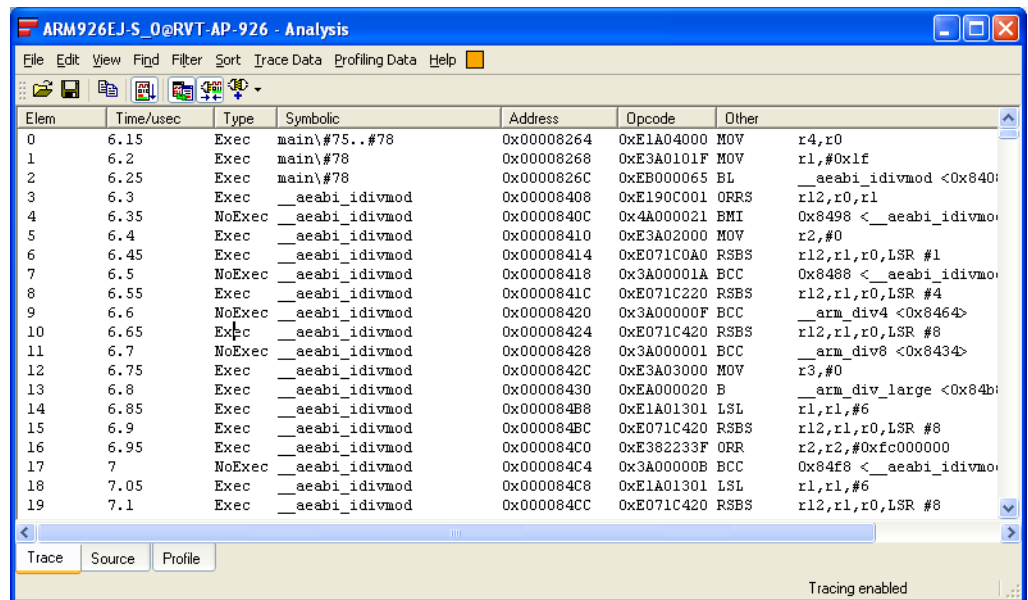 ARM926EJ-S_0@RVT-AP-926 - Analysis
File Edit View Find Filter Sort Trace Data Profiling Data Help
Elem Time/usec Type Symbolic Address Opcode Other
0 6.15 Exec main\#75..#78 0x00008264 0xE1A04000 MOV r4,r0
1 6.2 Exec main\#78 0x00008268 0xE3A0101F MOV r1,#0x1f
2 6.25 Exec main\#78 0x0000826C 0xEB000065 BL __aeabi_idivmod <0x840
3 6.3 Exec __aeabi_idivmod 0x00008408 0xE190C001 ORRS r12,r0,r1
4 6.35 NoExec __aeabi_idivmod 0x0000840C 0x4A000021 BMI 0x8498 <__aeabi_idivmo
5 6.4 Exec __aeabi_idivmod 0x00008410 0xE3A02000 MOV r2,#0
6 6.45 Exec __aeabi_idivmod 0x00008414 0xE071C0A0 RSBS r12,r1,r0,LSR #1
7 6.5 NoExec __aeabi_idivmod 0x00008418 0x3A00001A BCC 0x8488 <__aeabi_idivmo
8 6.55 Exec __aeabi_idivmod 0x0000841C 0xE071C220 RSBS r12,r1,r0,LSR #4
9 6.6 NoExec __aeabi_idivmod 0x00008420 0x3A00000F BCC __arm_div4 <0x8464>
10 6.65 Exec __aeabi_idivmod 0x00008424 0xE071C420 RSBS r12,r1,r0,LSR #8
11 6.7 NoExec __aeabi_idivmod 0x00008428 0x3A000001 BCC __arm_div8 <0x8434>
12 6.75 Exec __aeabi_idivmod 0x0000842C 0xE3A03000 MOV r3,#0
13 6.8 Exec __aeabi_idivmod 0x00008430 0xEA000020 B __arm_div_large <0x84b
14 6.85 Exec __aeabi_idivmod 0x000084B8 0xE1A01301 LSL r1,r1,#6
15 6.9 Exec __aeabi_idivmod 0x000084BC 0xE071C420 RSBS r12,r1,r0,LSR #8
16 6.95 Exec __aeabi_idivmod 0x000084C0 0xE382233F ORR r2,r2,#0xfc000000
17 7 NoExec __aeabi_idivmod 0x000084C4 0x3A00000B BCC 0x84f8 <__aeabi_idivmo
18 7.05 Exec __aeabi_idivmod 0x000084C8 0xE1A01301 LSL r1,r1,#6
19 7.1 Exec __aeabi_idivmod 0x000084CC 0xE071C420 RSBS r12,r1,r0,LSR #8
Trace Source Profile
Tracing enabled